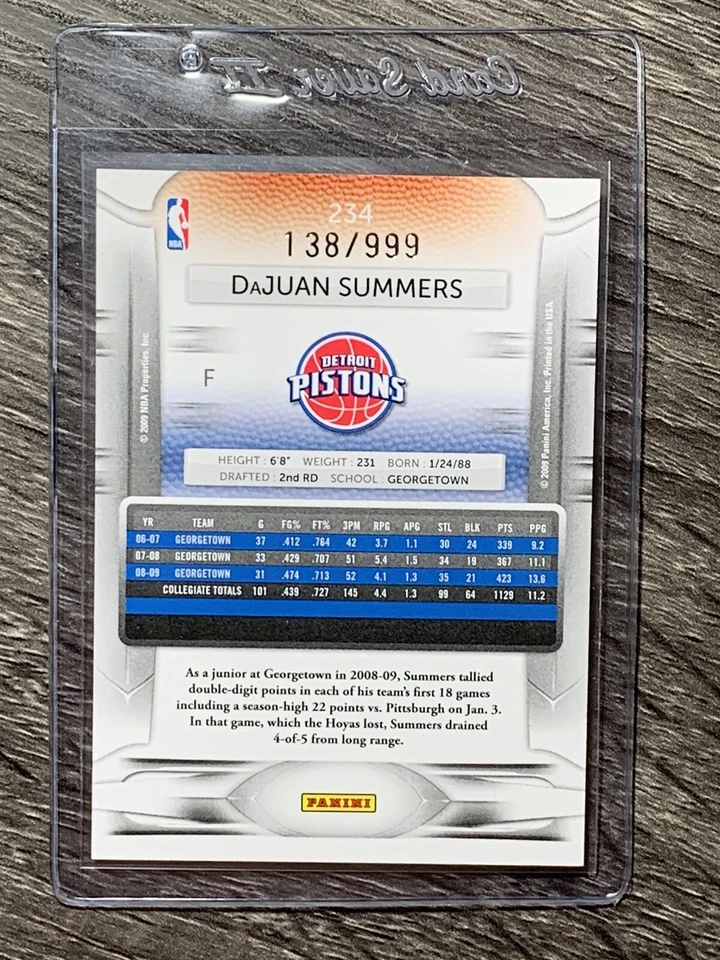 Card Saver II ®
234
138/999
NBA
DaJUAN SUMMERS
DETROIT
PISTONS
F
© 2009 NBA Properties, Inc.
© 2009 Panini America, Inc. Printed in the USA
HEIGHT : 6'8" WEIGHT : 231 BORN : 1/24/88
DRAFTED : 2nd RD SCHOOL : GEORGETOWN
YR TEAM G FG% FT% 3PM RPG APG STL BLK PTS PPG
06-07 GEORGETOWN 37 .412 .764 42 3.7 1.1 30 24 339 9.2
07-08 GEORGETOWN 33 .429 .707 51 5.4 1.5 34 19 367 11.1
08-09 GEORGETOWN 31 .474 .713 52 4.1 1.3 35 21 423 13.6
COLLEGIATE TOTALS 101 .439 .727 145 4.4 1.3 99 64 1129 11.2
As a junior at Georgetown in 2008-09, Summers tallied
double-digit points in each of his team's first 18 games
including a season-high 22 points vs. Pittsburgh on Jan. 3.
In that game, which the Hoyas lost, Summers drained
4-of-5 from long range.
PANINI